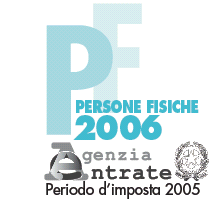 PF
PERSONE FISICHE
2006
Agenzia
Entrate
Periodo d'imposta 2005